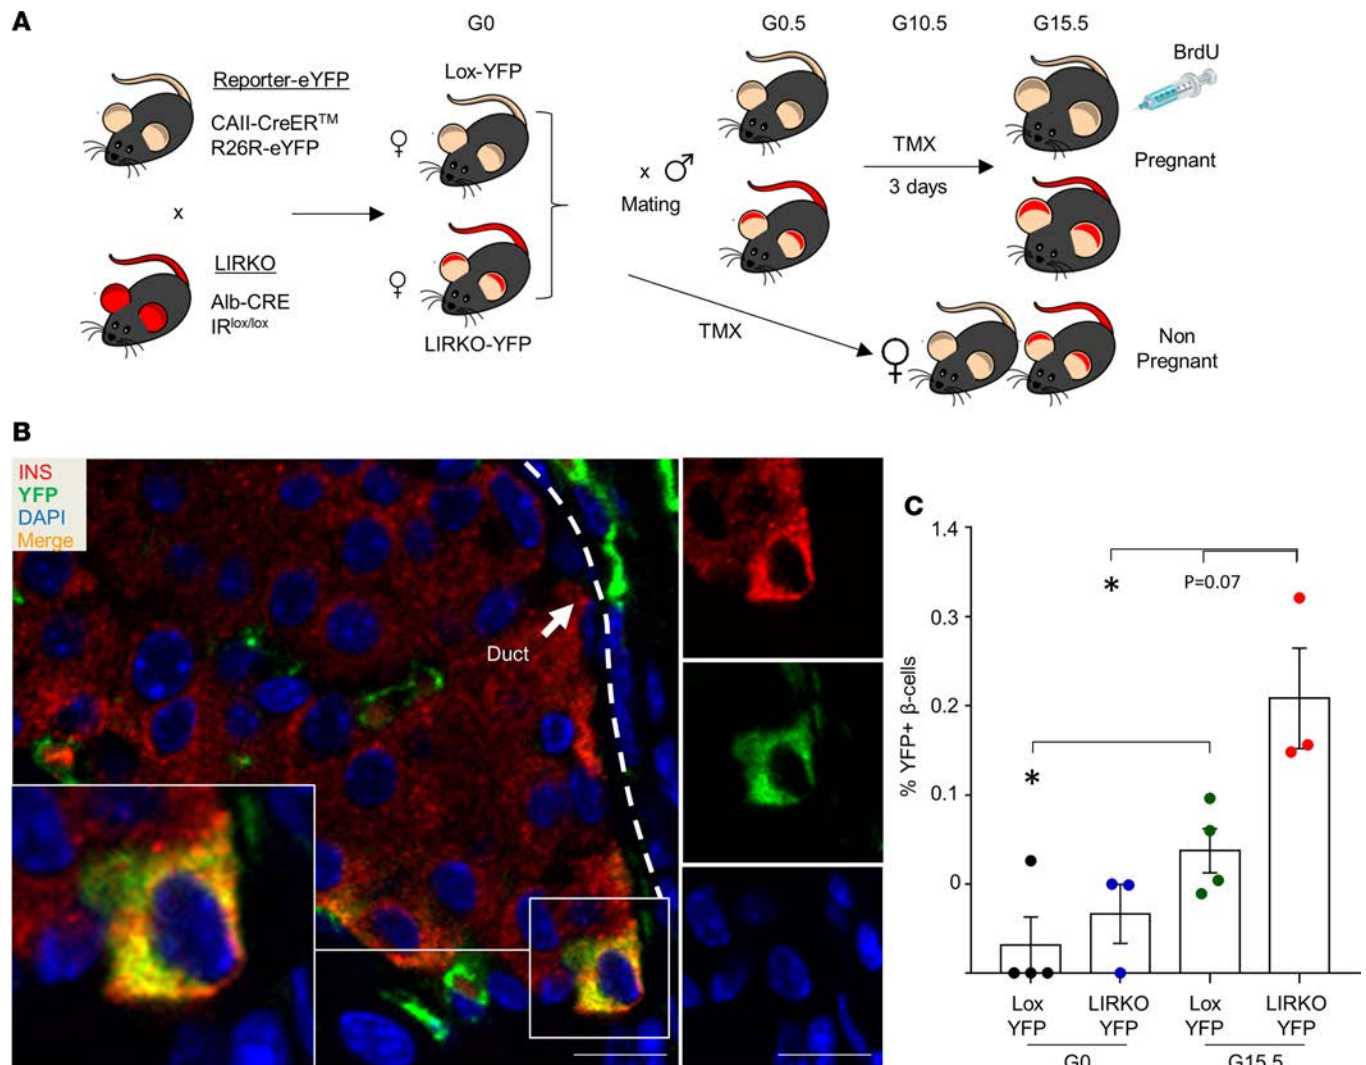 A
G0
G0.5
G10.5
G15.5
Reporter-eYFP
CAII-CreER™
R26R-eYFP
x
LIRKO
Alb-CRE
IRlox/lox
Lox-YFP
♀
♀
LIRKO-YFP
x ♂
Mating
TMX
3 days
TMX
BrdU
Pregnant
♀
Non
Pregnant
B
INS
YFP
DAPI
Merge
Duct
C
% YFP+ β-cells
1.4
0.3
0.2
0.1
0
*
*
P=0.07
Lox
YFP
LIRKO
YFP
Lox
YFP
LIRKO
YFP
G0
G15.5